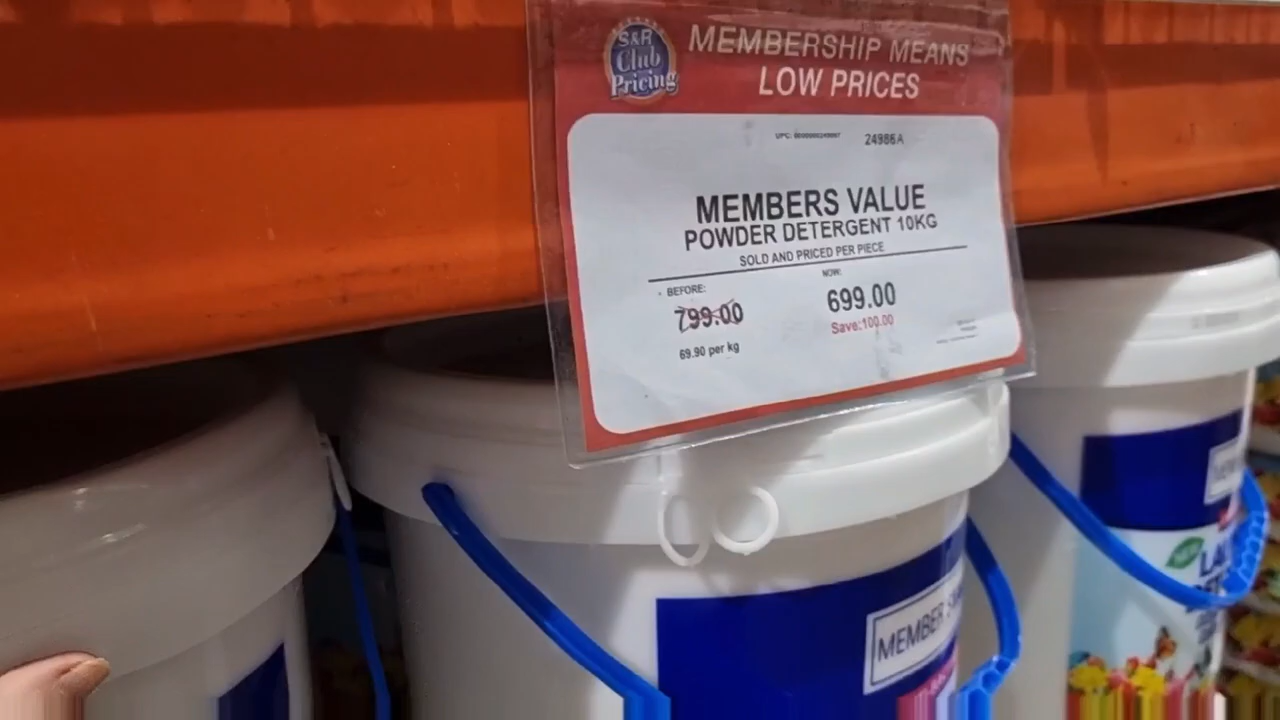 S&R
Club
Pricing
MEMBERSHIP MEANS
LOW PRICES
24986A
MEMBERS VALUE
POWDER DETERGENT 10KG
SOLD AND PRICED PER PIECE
BEFORE:
799.00
69.90 per kg
NOW:
699.00
Save:100.00
MEMBER